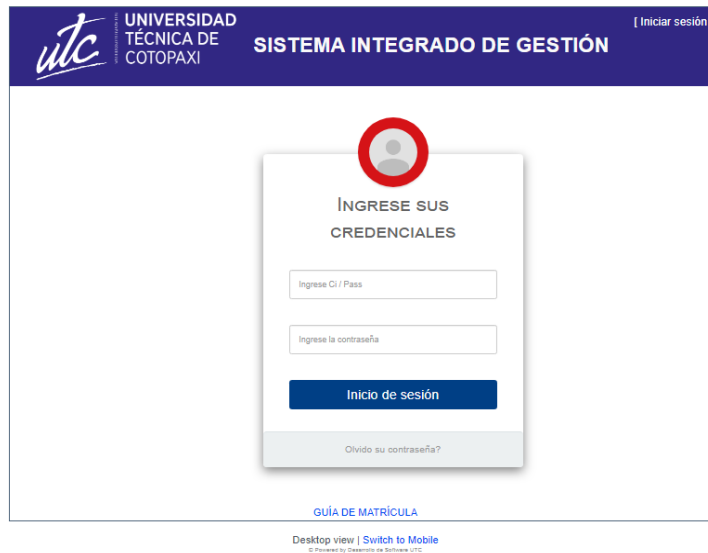 utc
UNIVERSIDAD
TÉCNICA DE
COTOPAXI
SISTEMA INTEGRADO DE GESTIÓN
[ Iniciar sesión
INGRESE SUS
CREDENCIALES
Ingrese Ci / Pass
Ingrese la contraseña
Inicio de sesión
Olvido su contraseña?
GUÍA DE MATRÍCULA
Desktop view | Switch to Mobile
© Powered by Desarrollo de Software UTC